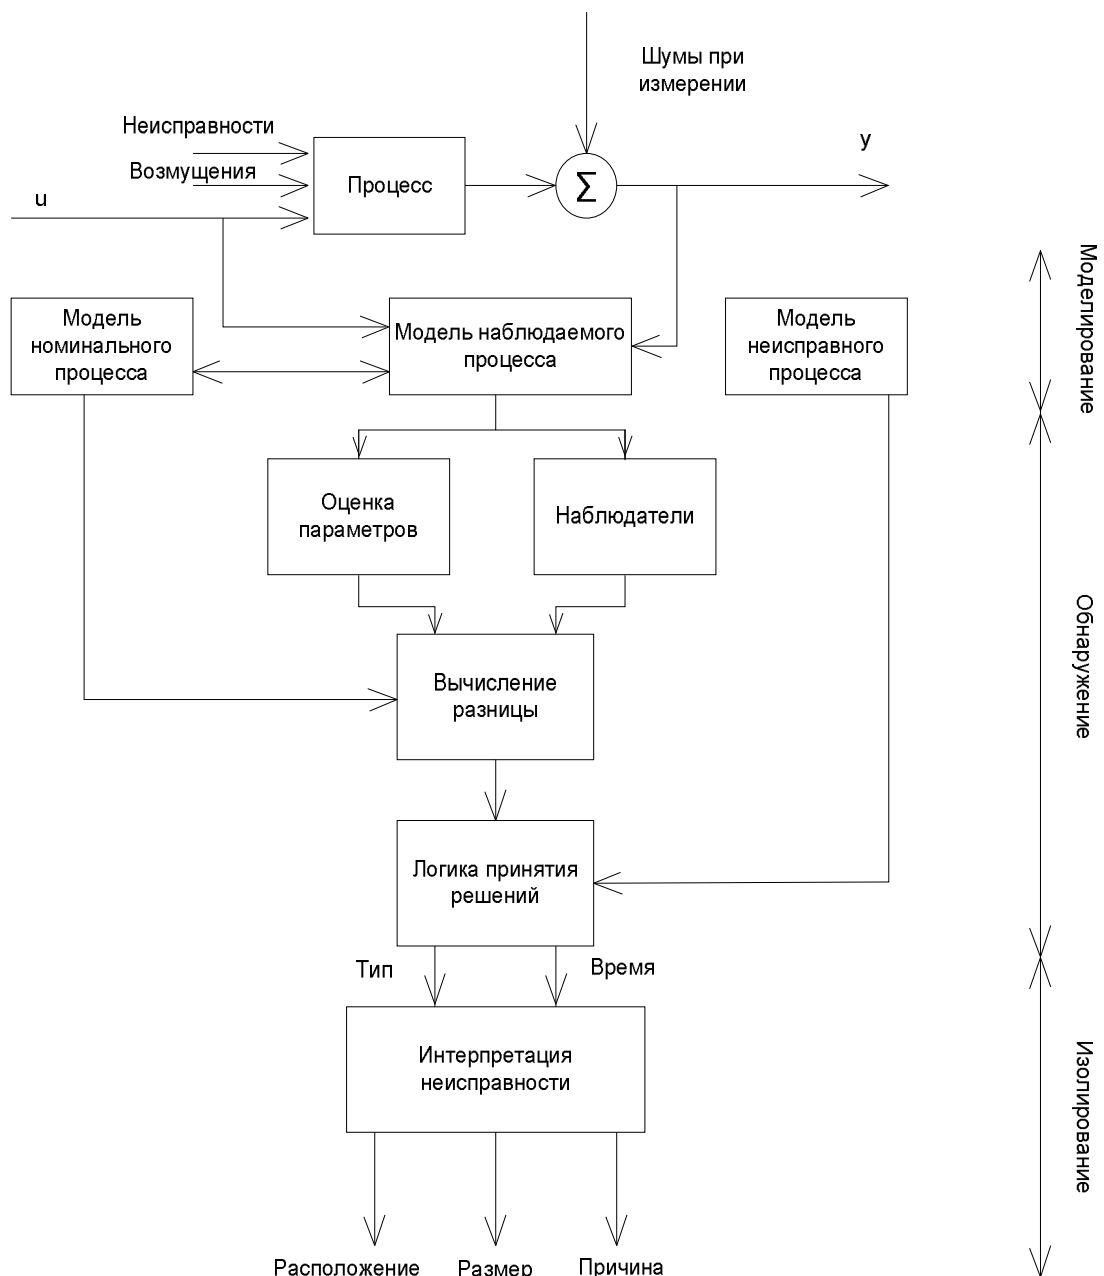 Шумы при
измерении
Неисправности
Возмущения
u
Процесс
Σ
y
Моделирование
Модель
номинального
процесса
Модель наблюдаемого
процесса
Модель
неисправного
процесса
Оценка
параметров
Наблюдатели
Обнаружение
Вычисление
разницы
Логика принятия
решений
Тип
Время
Интерпретация
неисправности
Изолирование
Расположение
Размер
Причина